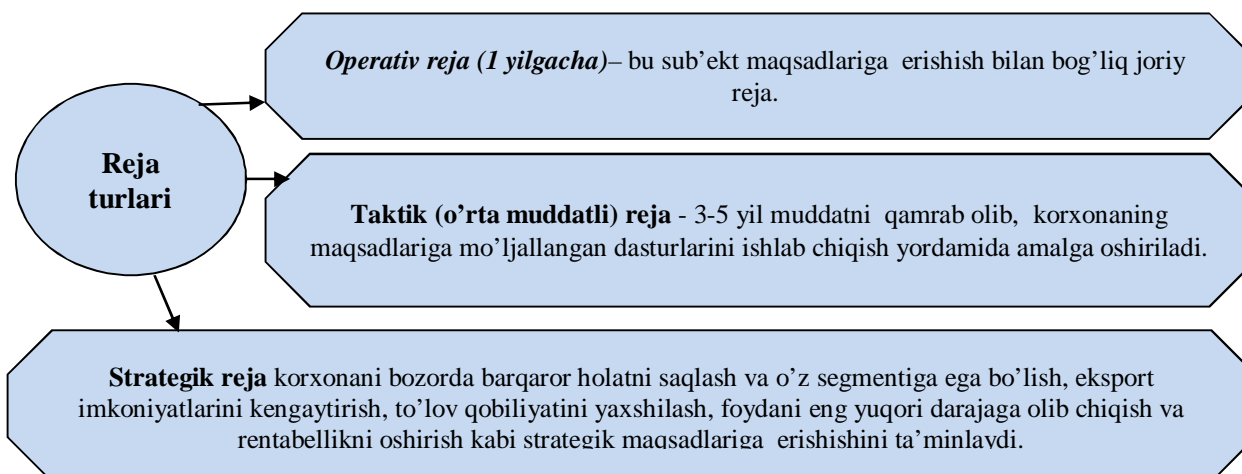 Operativ reja (1 yilgacha)– bu sub’ekt maqsadlariga erishish bilan bog’liq joriy
reja.
Reja
turlari
Taktik (o’rta muddatli) reja - 3-5 yil muddatni qamrab olib, korxonaning
maqsadlariga mo’ljallangan dasturlarini ishlab chiqish yordamida amalga oshiriladi.
Strategik reja korxonani bozorda barqaror holatni saqlash va o’z segmentiga ega bo’lish, eksport
imkoniyatlarini kengaytirish, to’lov qobiliyatini yaxshilash, foydani eng yuqori darajaga olib chiqish va
rentabellikni oshirish kabi strategik maqsadlariga erishishini ta’minlaydi.